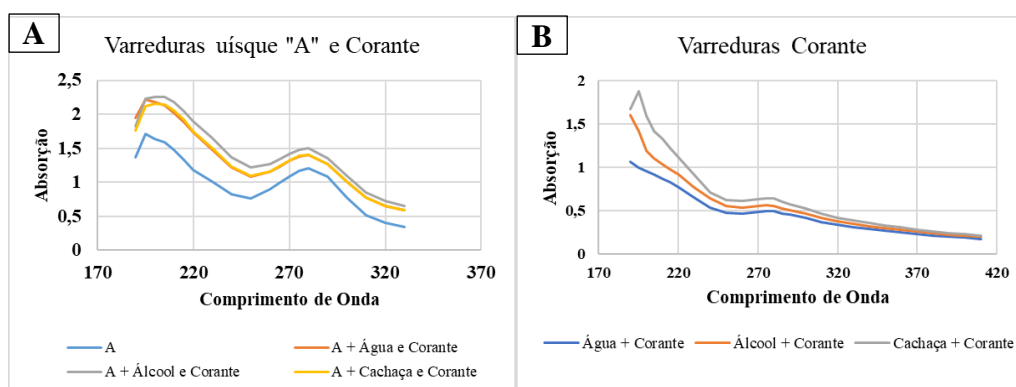 A
Varreduras uísque "A" e Corante
2,5
2
1,5
1
0,5
0
Absorção
170 220 270 320 370
Comprimento de Onda
A
A + Água e Corante
A + Álcool e Corante
A + Cachaça e Corante
B
Varreduras Corante
2
1,5
1
0,5
0
Absorção
170 220 270 320 370 420
Comprimento de Onda
Água + Corante Álcool + Corante Cachaça + Corante